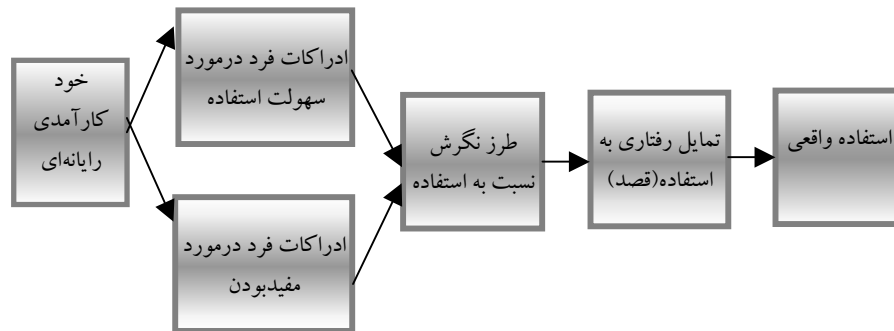 خود
کارآمدی
رایانه‌ای
ادراکات فرد درمورد
سهولت استفاده
ادراکات فرد درمورد
مفیدبودن
طرز نگرش
نسبت به استفاده
تمایل رفتاری به
استفاده(قصد)
استفاده واقعی